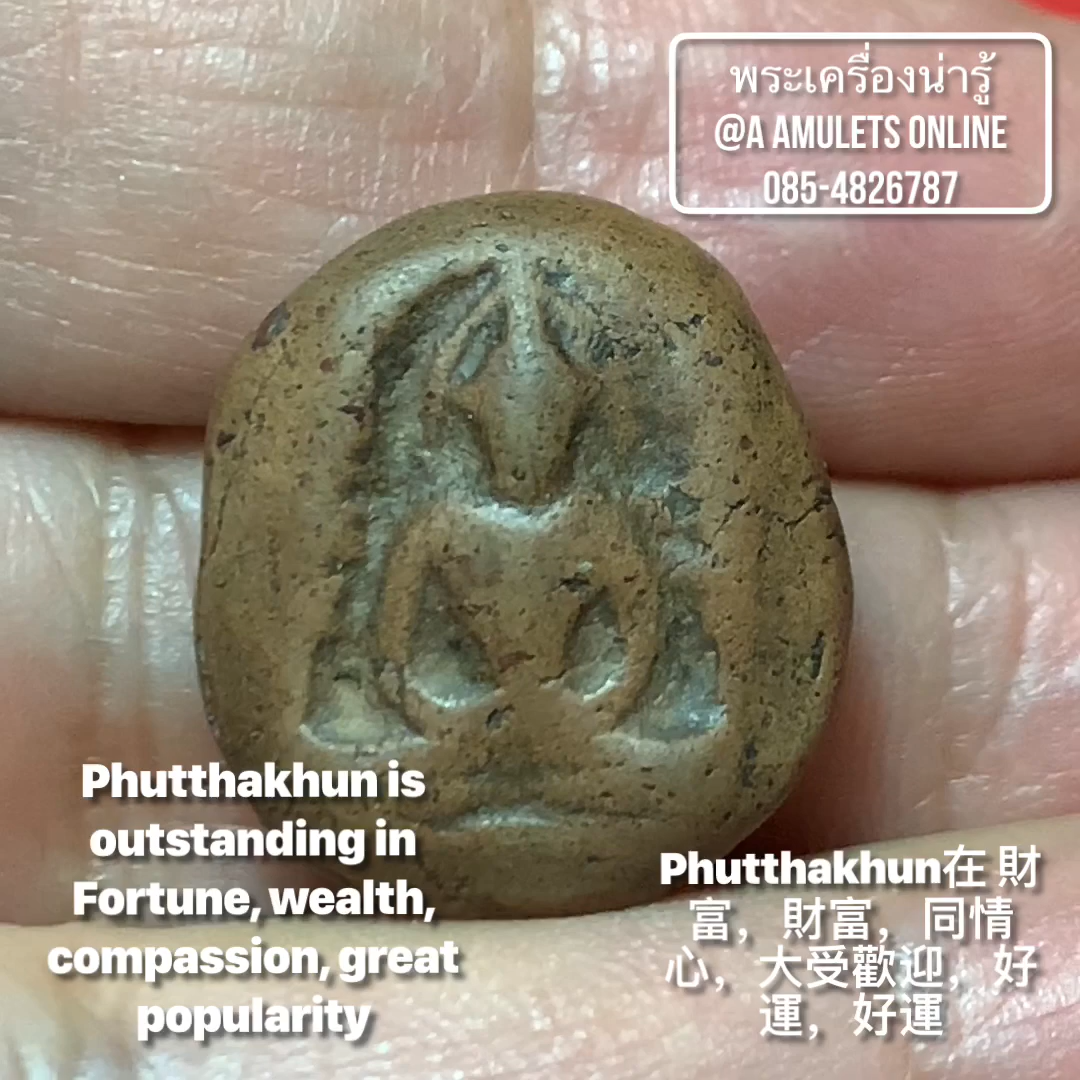 พระเครื่องน่ารู้
@A AMULETS ONLINE
085-4826787
Phutthakhun is
outstanding in
Fortune, wealth,
compassion, great
popularity
Phutthakhun在 財
富，財富， 同情
心，大受歡迎，好
運，好運